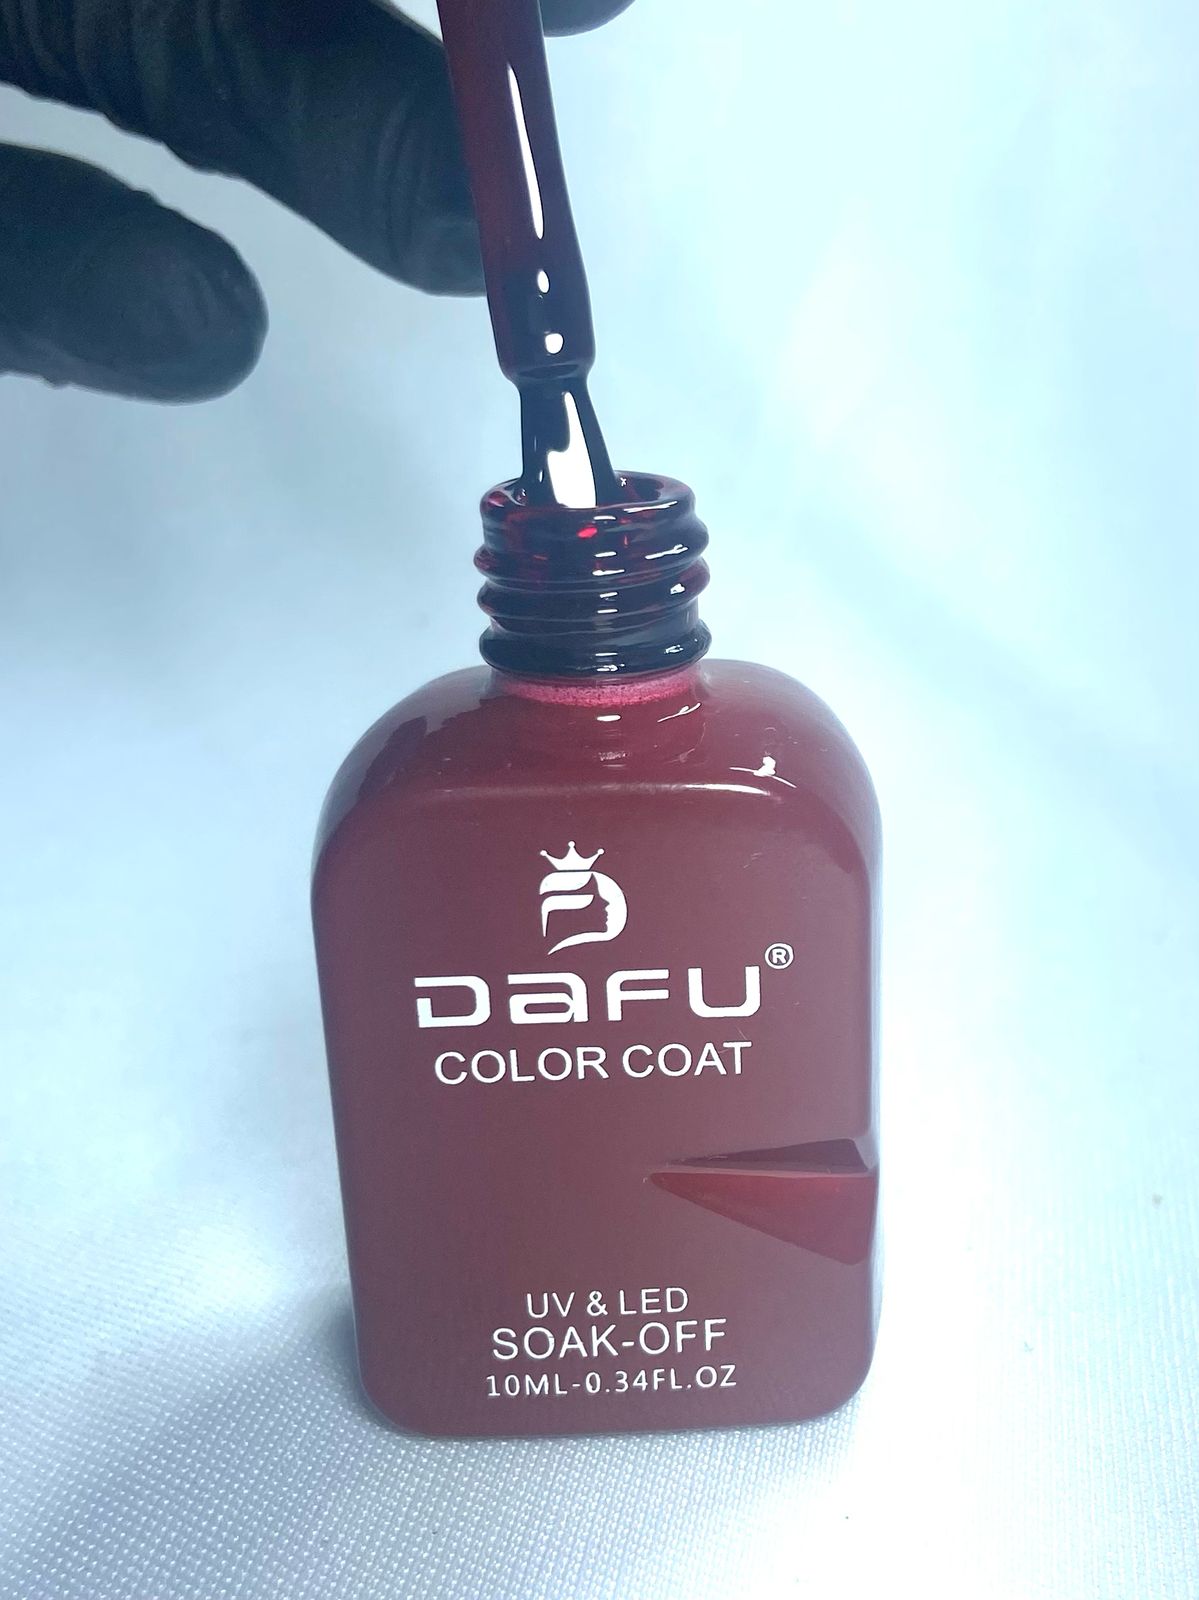 DaFU®
COLOR COAT
UV & LED
SOAK-OFF
10ML-0.34FL.OZ